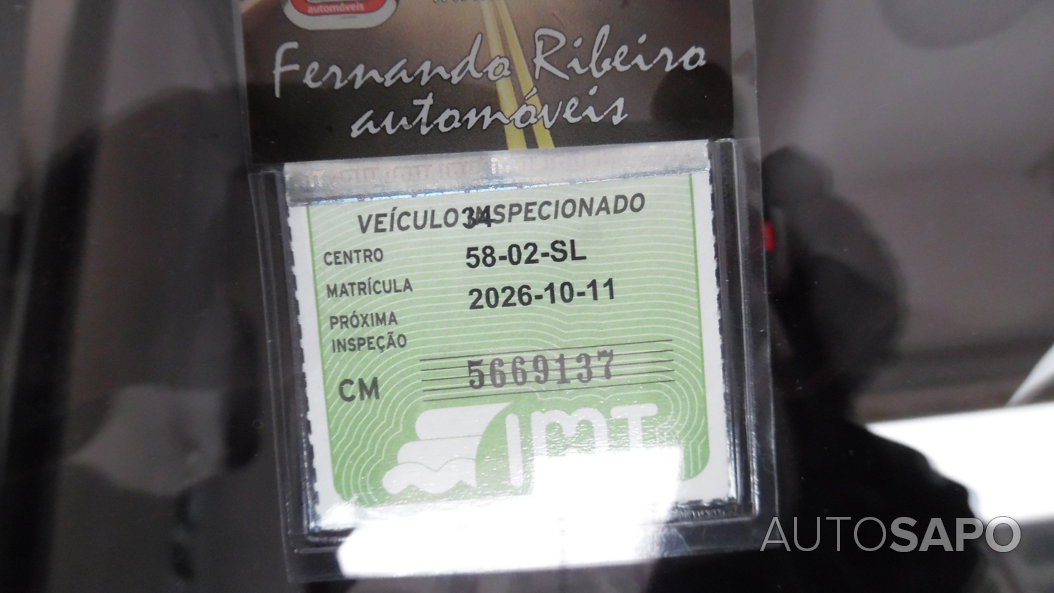 automóveis
Fernando Ribeiro
automóveis
VEÍCULO INSPECIONADO
34
CENTRO
58-02-SL
MATRÍCULA
2026-10-11
PRÓXIMA
INSPEÇÃO
CM
5669137
IMT
AUTOSAPO